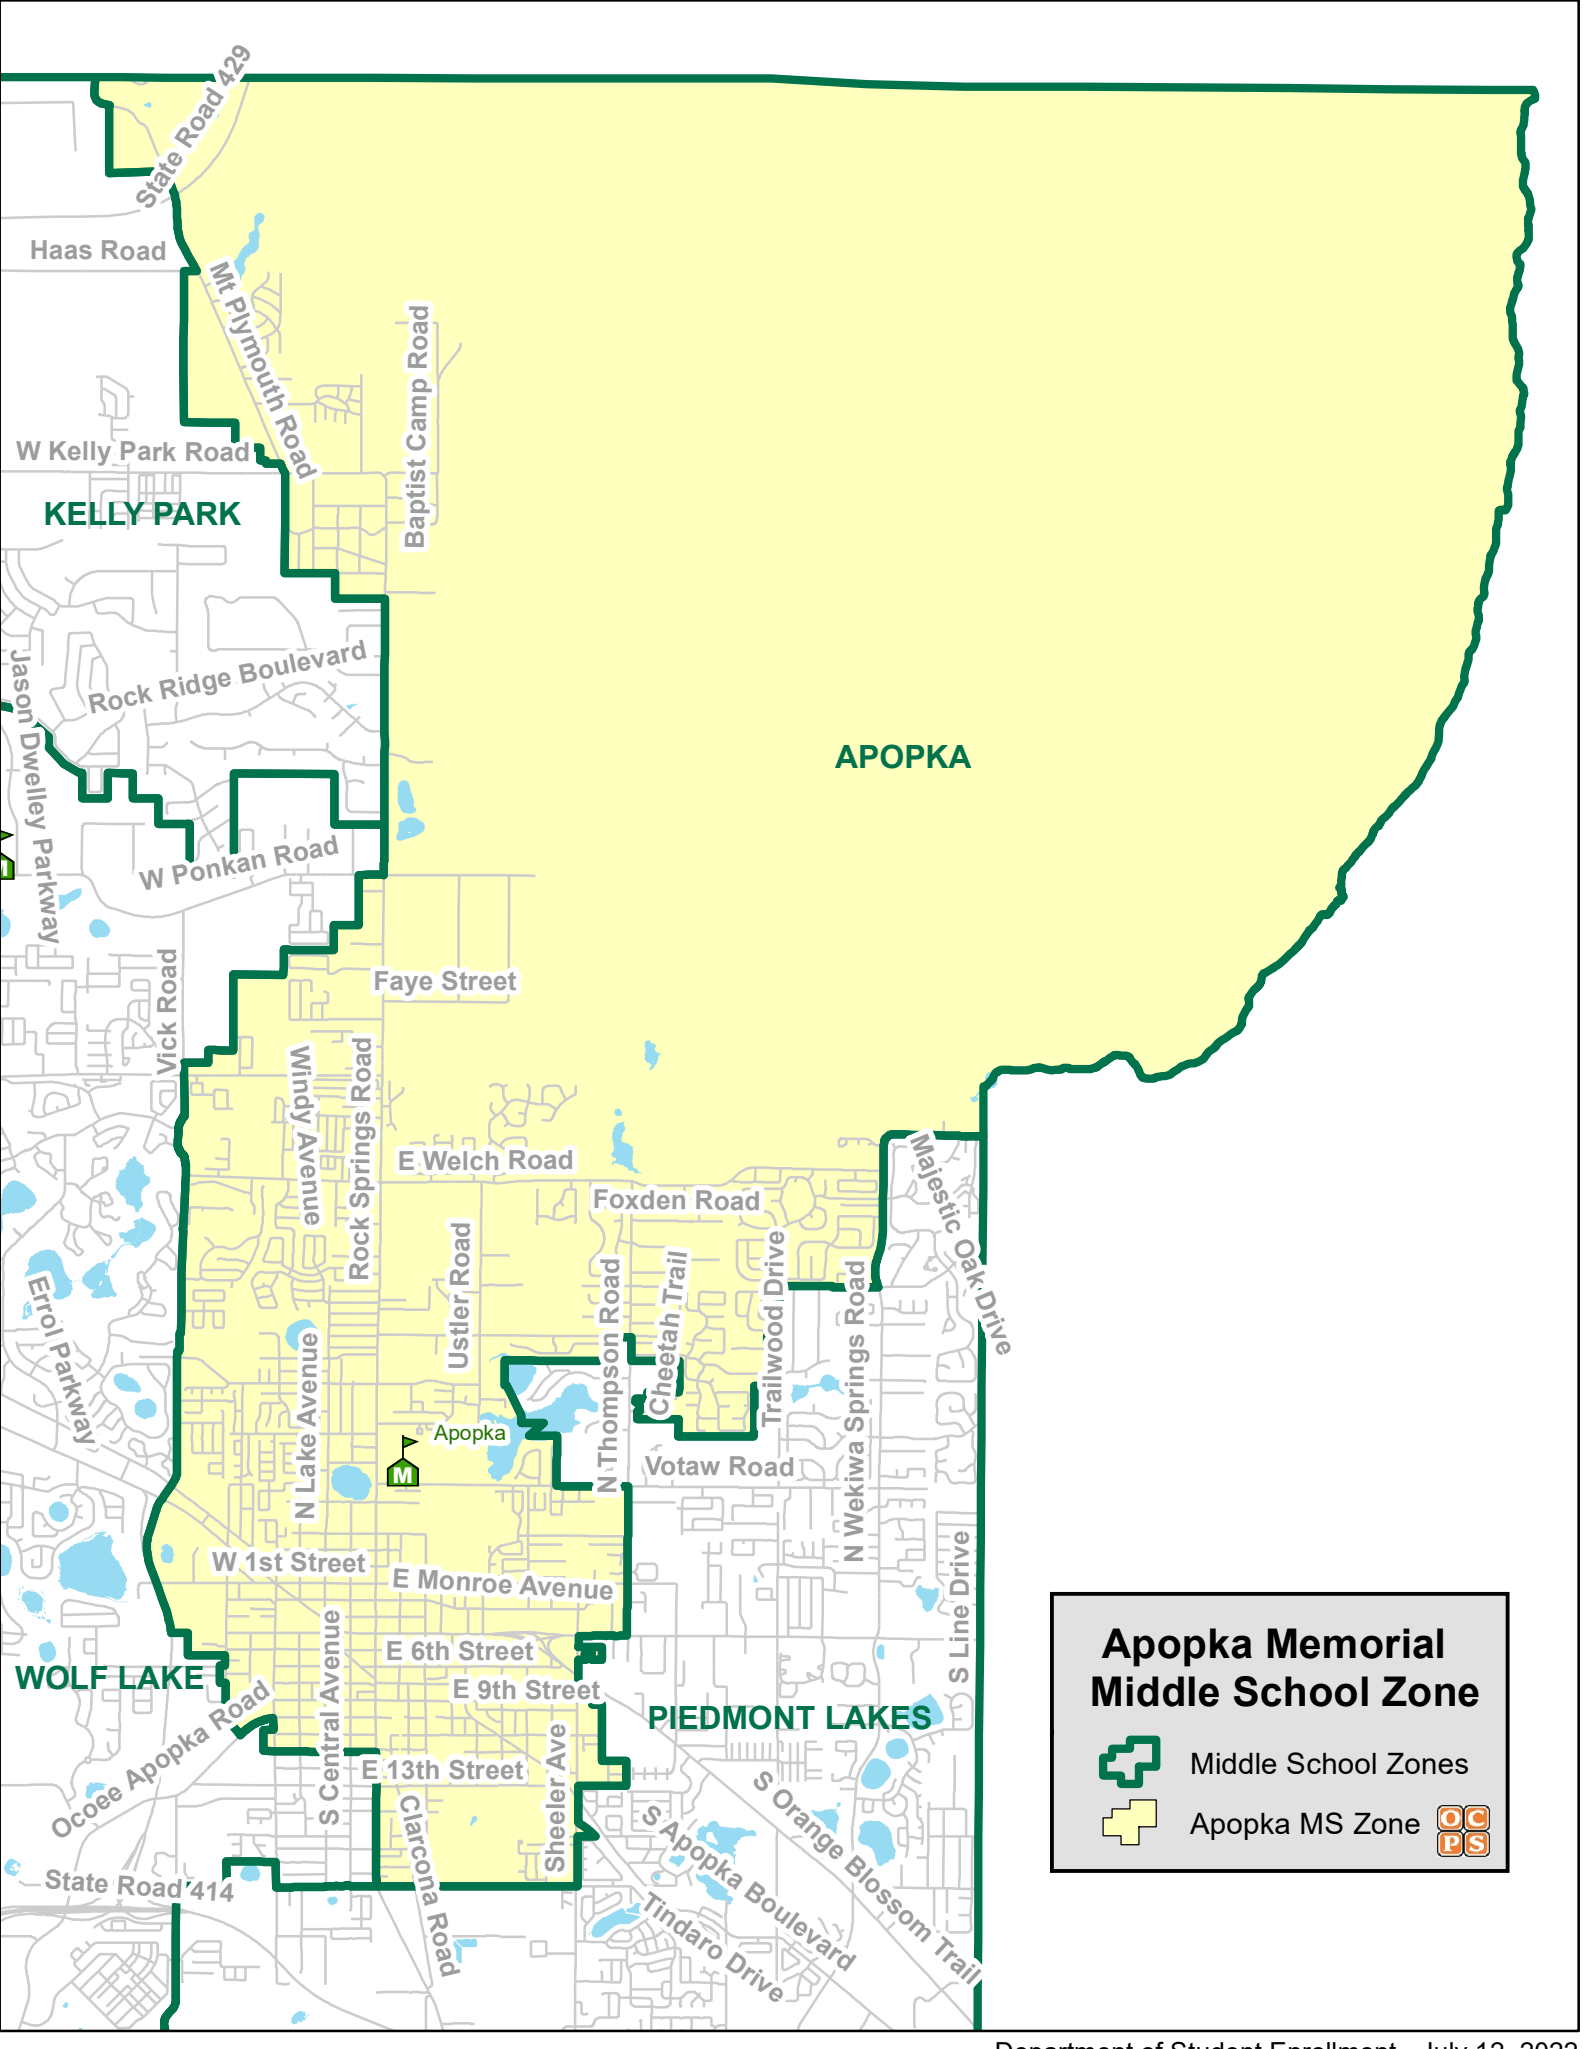 State Road 429
Haas Road
Mt Plymouth Road
Baptist Camp Road
W Kelly Park Road
KELLY PARK
Rock Ridge Boulevard
Jason Dwelley Parkway
APOPKA
W Ponkan Road
Vick Road
Faye Street
Windy Avenue
Rock Springs Road
E Welch Road
Foxden Road
Majestic Oak Drive
Errol Parkway
Ustler Road
N Thompson Road
Cheetah Trail
Trailwood Drive
N Wekiwa Springs Road
N Lake Avenue
Apopka
M
Votaw Road
W 1st Street
E Monroe Avenue
S Line Drive
E 6th Street
WOLF LAKE
E 9th Street
PIEDMONT LAKES
Ocoee Apopka Road
S Central Avenue
E 13th Street
Sheeler Ave
Clarcona Road
S Apopka Boulevard
S Orange Blossom Trail
Tindaro Drive
State Road 414
Apopka Memorial
Middle School Zone
Middle School Zones
Apopka MS Zone
OC
PS
Department of Student Enrollment